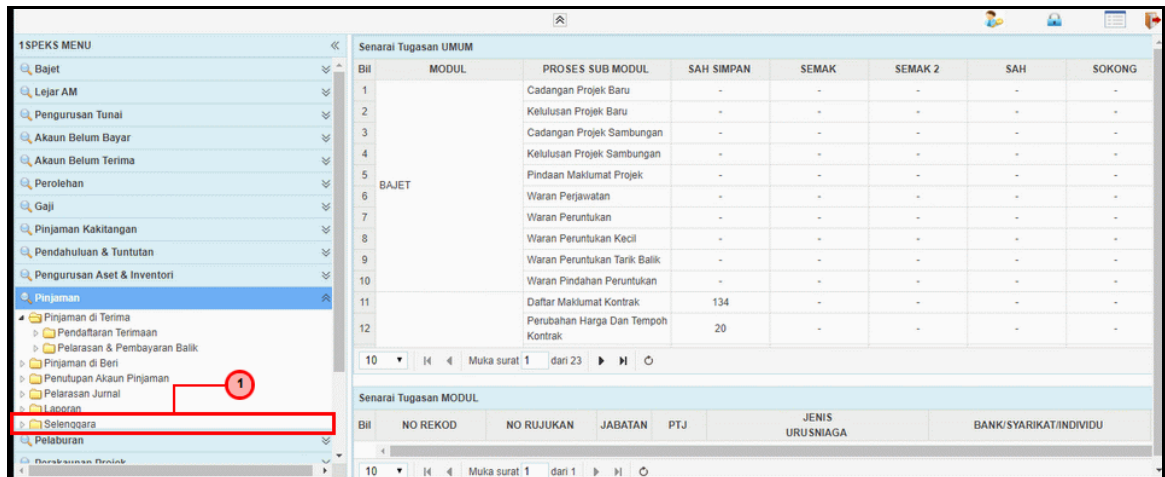 1SPEKS MENU
Bajet
Lejar AM
Pengurusan Tunai
Akaun Belum Bayar
Akaun Belum Terima
Perolehan
Gaji
Pinjaman Kakitangan
Pendahuluan & Tuntutan
Pengurusan Aset & Inventori
Pinjaman
Pinjaman di Terima
Pendaftaran Terimaan
Pelarasan & Pembayaran Balik
Pinjaman di Beri
Penutupan Akaun Pinjaman
Pelarasan Jurnal
Laporan
Selenggara
Pelaburan
Perakaunan Projek
1
Senarai Tugasan UMUM
Bil MODUL PROSES SUB MODUL SAH SIMPAN SEMAK SEMAK 2 SAH SOKONG
1 Cadangan Projek Baru - - - - -
2 Kelulusan Projek Baru - - - - -
3 Cadangan Projek Sambungan - - - - -
4 Kelulusan Projek Sambungan - - - - -
5 Pindaan Maklumat Projek - - - - -
BAJET
6 Waran Perjawatan - - - - -
7 Waran Peruntukan - - - - -
8 Waran Peruntukan Kecil - - - - -
9 Waran Peruntukan Tarik Balik - - - - -
10 Waran Pindahan Peruntukan - - - - -
11 Daftar Maklumat Kontrak 134 - - - -
12 Perubahan Harga Dan Tempoh Kontrak 20 - - - -
10 Muka surat 1 dari 23
Senarai Tugasan MODUL
Bil NO REKOD NO RUJUKAN JABATAN PTJ JENIS URUSNIAGA BANK/SYARIKAT/INDIVIDU
10 Muka surat 1 dari 1